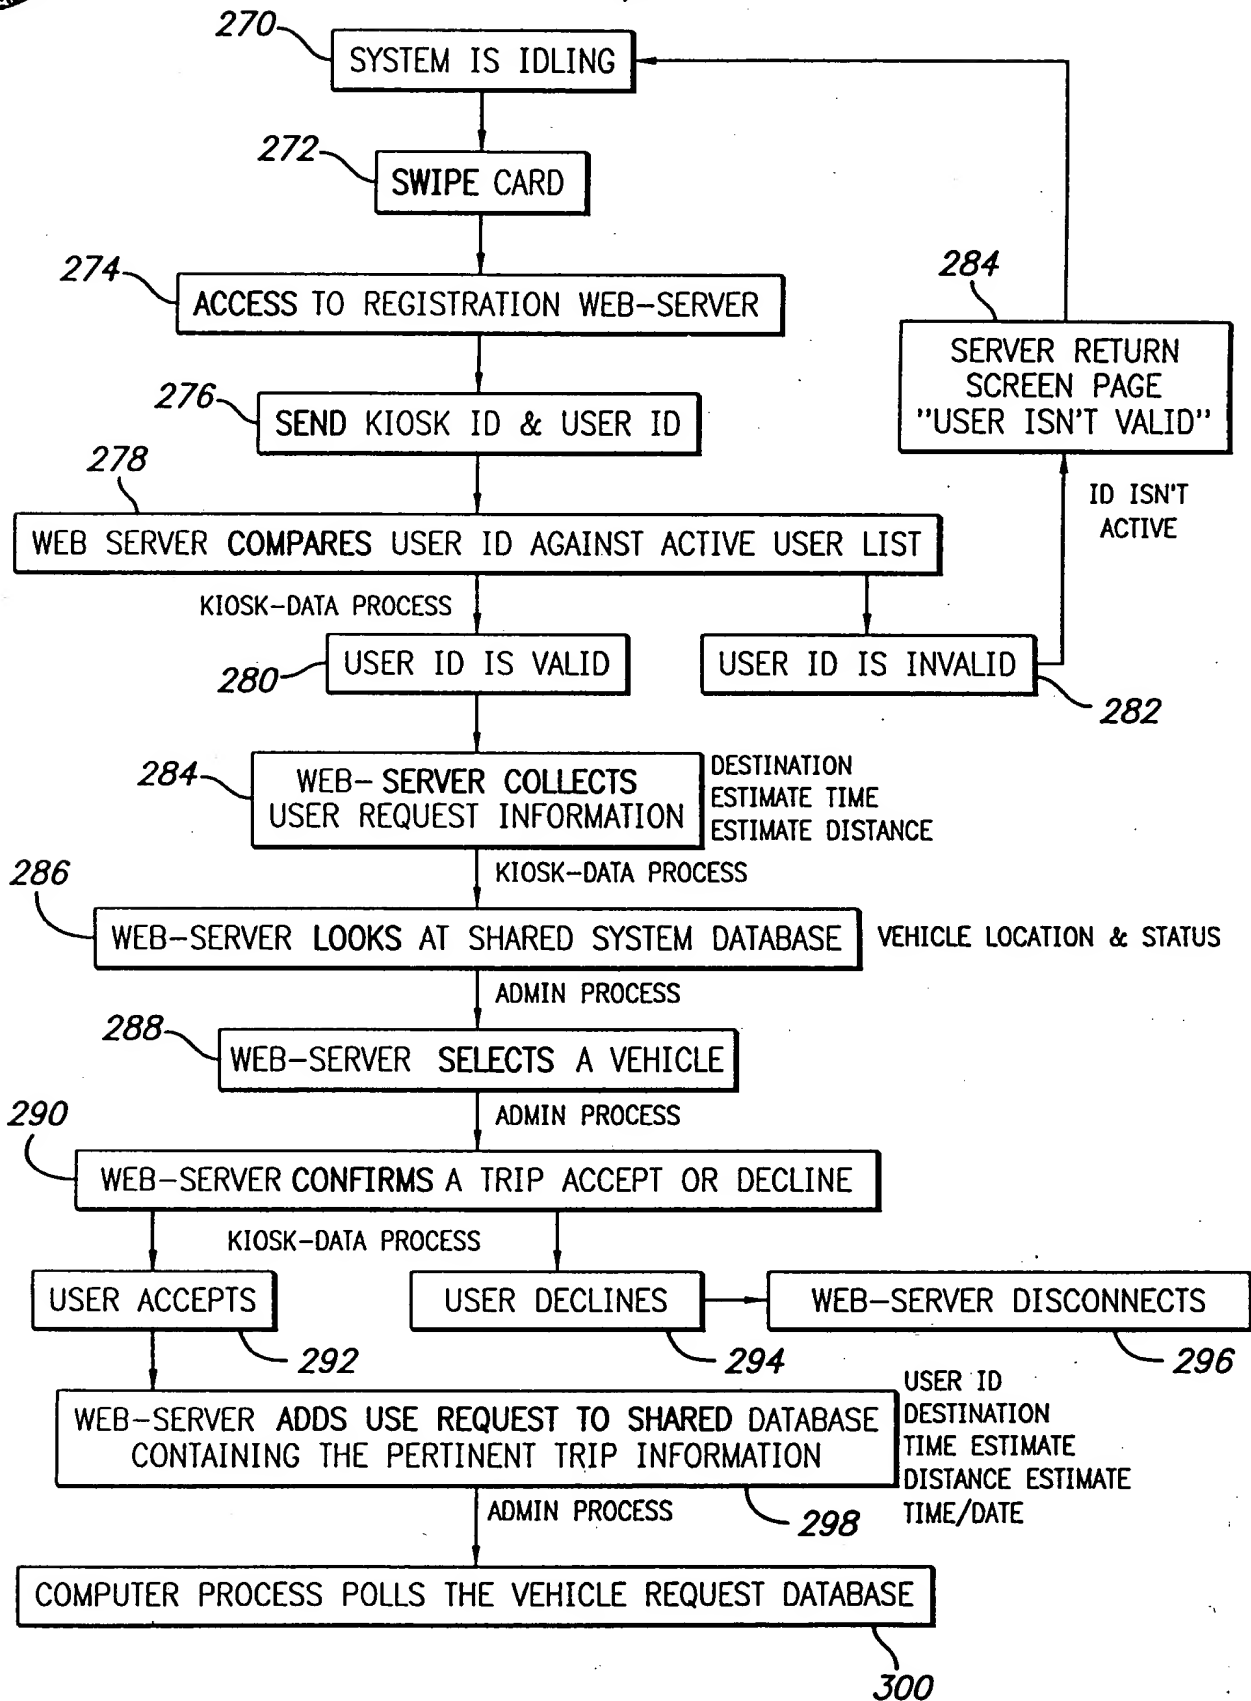 270
SYSTEM IS IDLING
272
SWIPE CARD
274
ACCESS TO REGISTRATION WEB-SERVER
284
SERVER RETURN
SCREEN PAGE
"USER ISN'T VALID"
276
SEND KIOSK ID & USER ID
278
ID ISN'T
ACTIVE
WEB SERVER COMPARES USER ID AGAINST ACTIVE USER LIST
KIOSK-DATA PROCESS
280
USER ID IS VALID
USER ID IS INVALID
282
284
WEB- SERVER COLLECTS
USER REQUEST INFORMATION
DESTINATION
ESTIMATE TIME
ESTIMATE DISTANCE
KIOSK-DATA PROCESS
286
WEB-SERVER LOOKS AT SHARED SYSTEM DATABASE
VEHICLE LOCATION & STATUS
ADMIN PROCESS
288
WEB-SERVER SELECTS A VEHICLE
ADMIN PROCESS
290
WEB-SERVER CONFIRMS A TRIP ACCEPT OR DECLINE
KIOSK-DATA PROCESS
USER ACCEPTS
USER DECLINES
WEB-SERVER DISCONNECTS
292
294
296
WEB-SERVER ADDS USE REQUEST TO SHARED DATABASE
CONTAINING THE PERTINENT TRIP INFORMATION
USER ID
DESTINATION
TIME ESTIMATE
DISTANCE ESTIMATE
TIME/DATE
ADMIN PROCESS
298
COMPUTER PROCESS POLLS THE VEHICLE REQUEST DATABASE
300